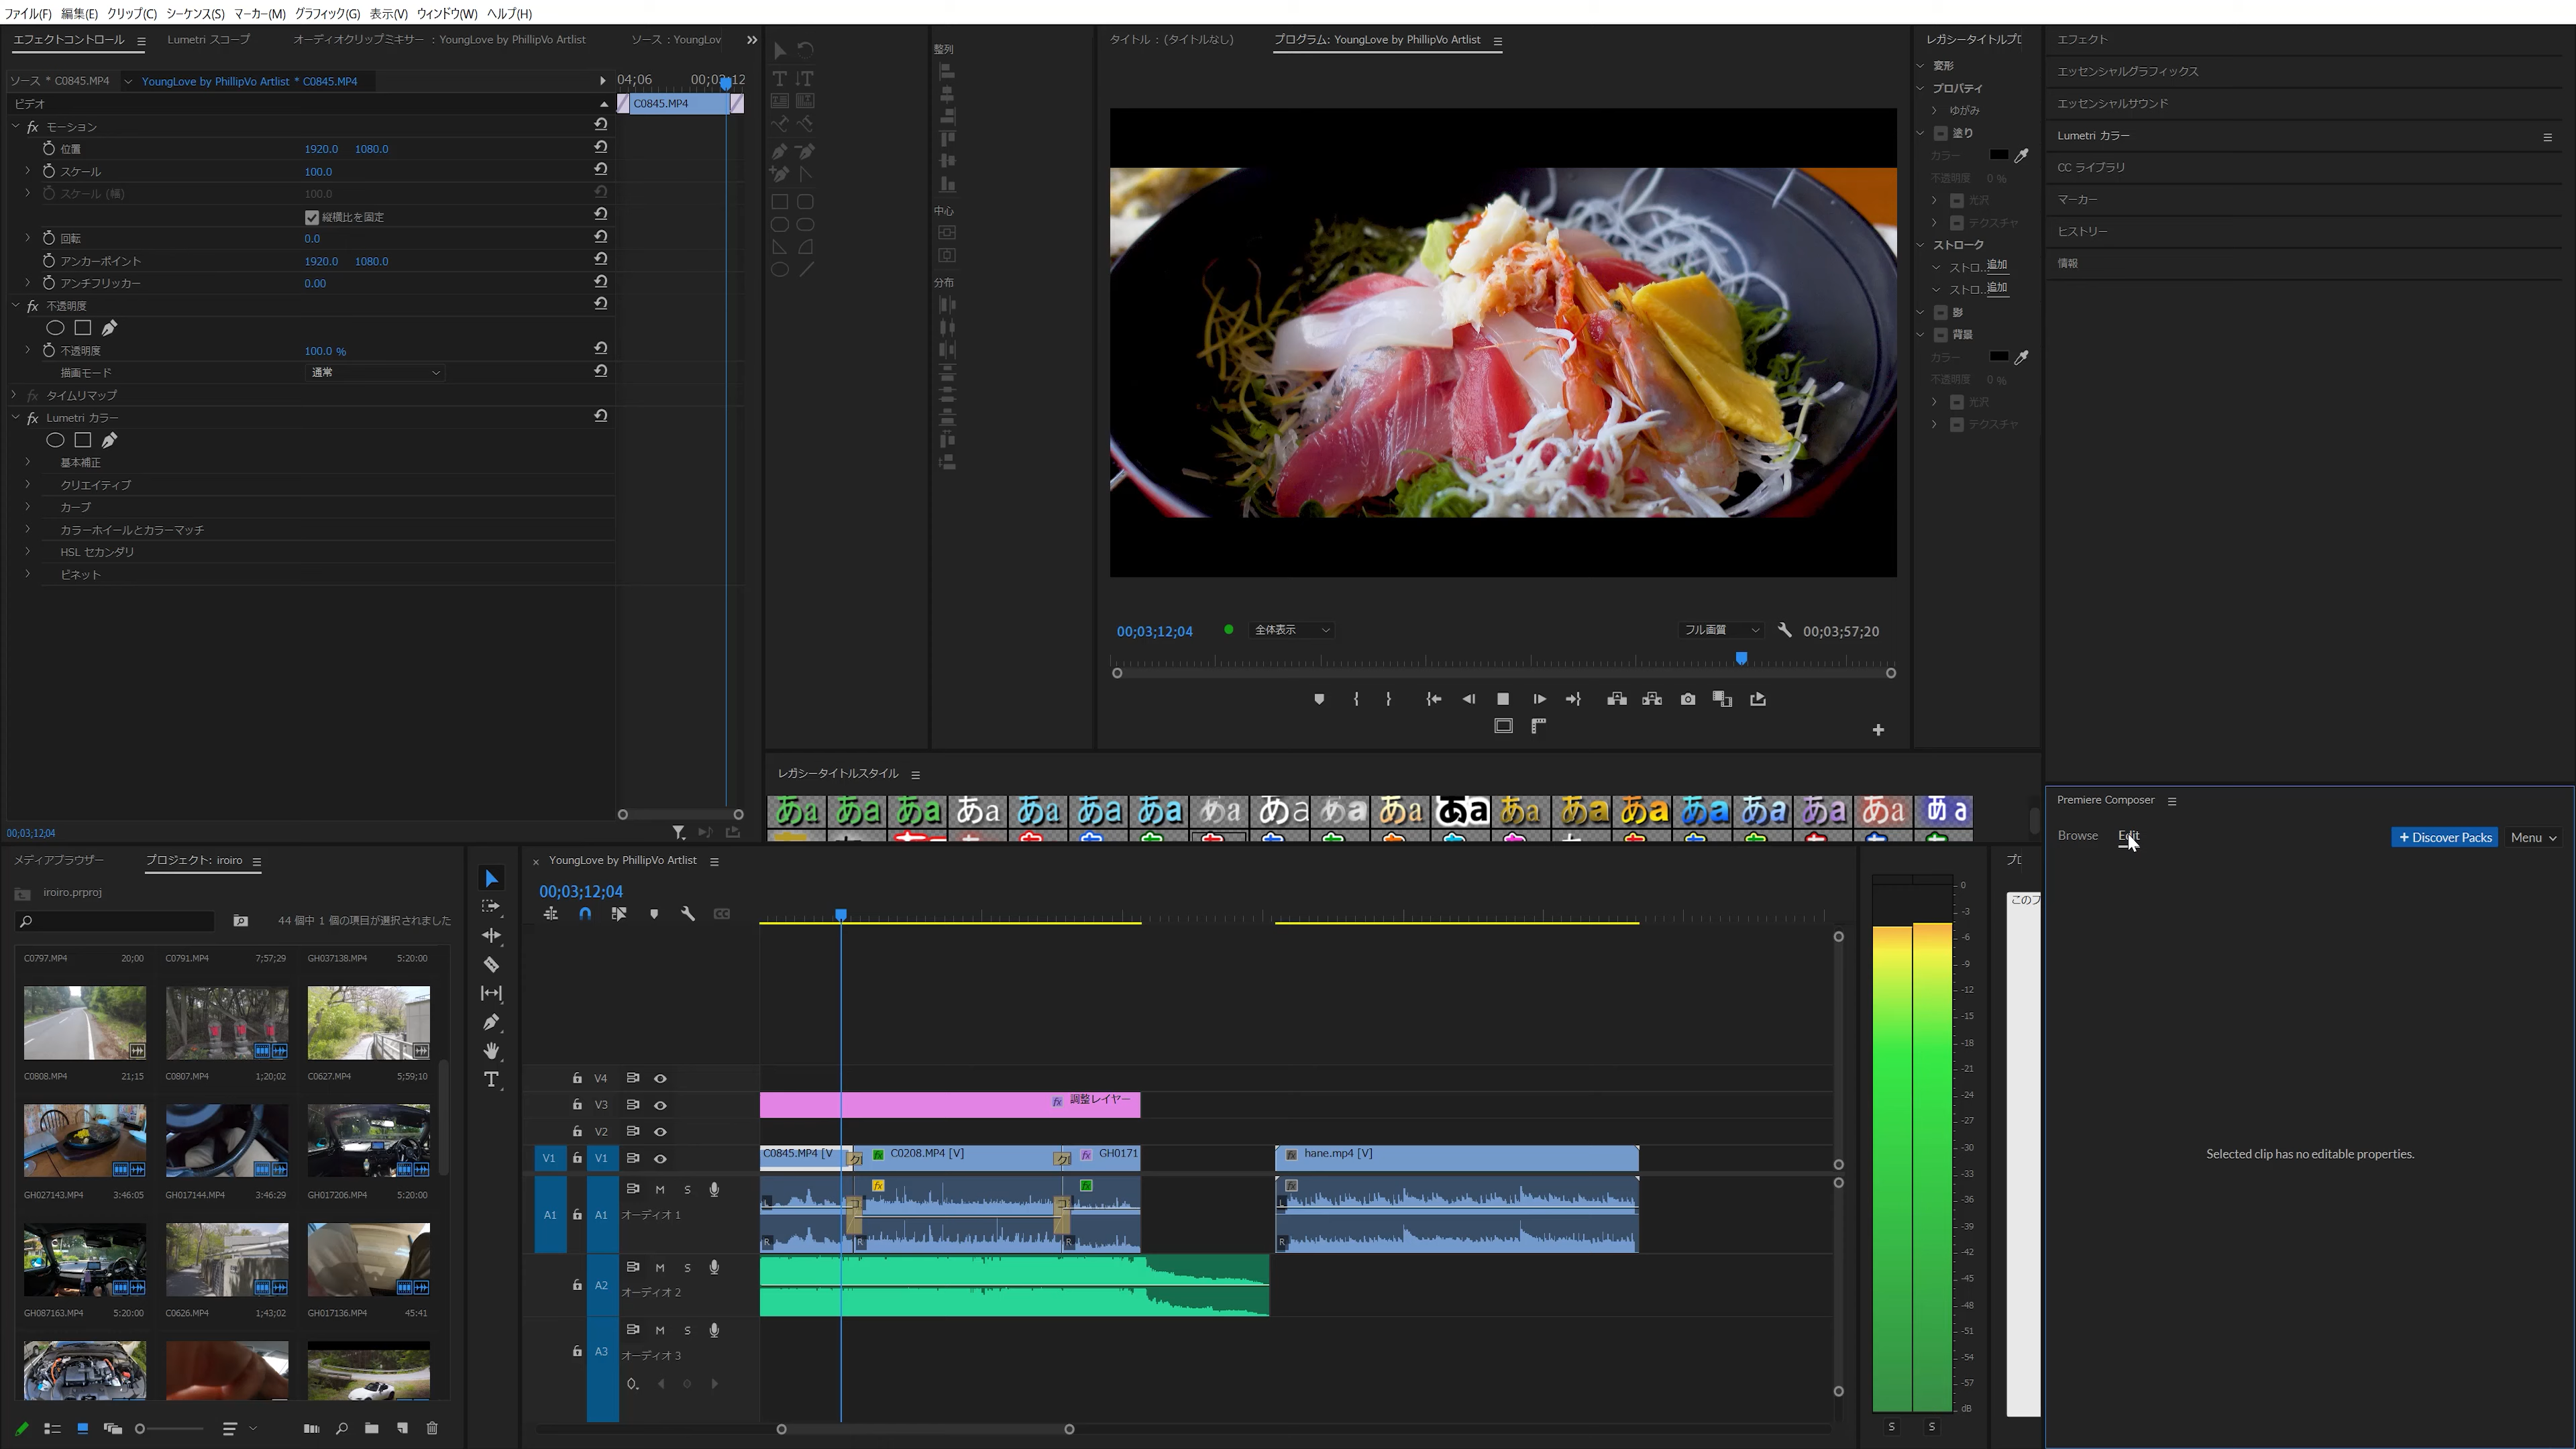 ファイル(F) 編集(E) クリップ(C) シーケンス(S) マーカー(M) グラフィック(G) 表示(V) ウィンドウ(W) ヘルプ(H)
エフェクトコントロール Lumetri スコープ オーディオクリップミキサー : YoungLove by PhillipVo Artlist ソース : YoungLov
ソース * C0845.MP4 YoungLove by PhillipVo Artlist * C0845.MP4
04;06
ビデオ
C0845.MP4
モーション
位置 1920.0 1080.0
スケール 100.0
スケール (幅) 100.0
縦横比を固定
回転 0.0
アンカーポイント 1920.0 1080.0
アンチフリッカー 0.00
不透明度
不透明度 100.0 %
描画モード 通常
タイムリマップ
Lumetri カラー
基本補正
クリエイティブ
カーブ
カラーホイールとカラーマッチ
HSL セカンダリ
ビネット
00;03;12;04
整列
中心
分布
タイトル : (タイトルなし) プログラム: YoungLove by PhillipVo Artlist
00;03;12;04 全体表示 フル画質 00;03;57;20
レガシータイトルプロ
変形
プロパティ
ゆがみ
塗り
カラー
不透明度 0 %
光沢
テクスチャ
ストローク
ストロ... 追加
ストロ... 追加
影
背景
カラー
不透明度 0 %
光沢
テクスチャ
エフェクト
エッセンシャルグラフィックス
エッセンシャルサウンド
Lumetri カラー
CC ライブラリ
マーカー
ヒストリー
情報
レガシータイトルスタイル
あa あa あa あa あa あa あa あa あa あa あa あa あa あa あa あa あa あa あa あa
Premiere Composer
Browse Edit + Discover Packs Menu
Selected clip has no editable properties.
メディアブラウザー プロジェクト: iroiro
iroiro.prproj
44 個中 1 個の項目が選択されました
C0797.MP4 20;00 C0791.MP4 7;57;29 GH037138.MP4 5:20:00
C0808.MP4 21;15 C0807.MP4 1;20;02 C0627.MP4 5;59;10
GH027143.MP4 3:46:05 GH017144.MP4 3:46:29 GH017206.MP4 5:20:00
GH087163.MP4 5:20:00 C0626.MP4 1;43;02 GH017136.MP4 45:41
YoungLove by PhillipVo Artlist
00;03;12;04
V4
V3 調整レイヤー
V2
V1 V1 C0845.MP4 [V C0208.MP4 [V] GH0171 hane.mp4 [V]
A1 A1 M S オーディオ 1
A2 M S オーディオ 2
A3 M S オーディオ 3
L R R R L R
0
-3
-6
-9
-12
-15
-18
-21
-24
-27
-30
-33
-36
-39
-42
-45
-48
-51
-54
-57
dB
S S
プロ
このフ